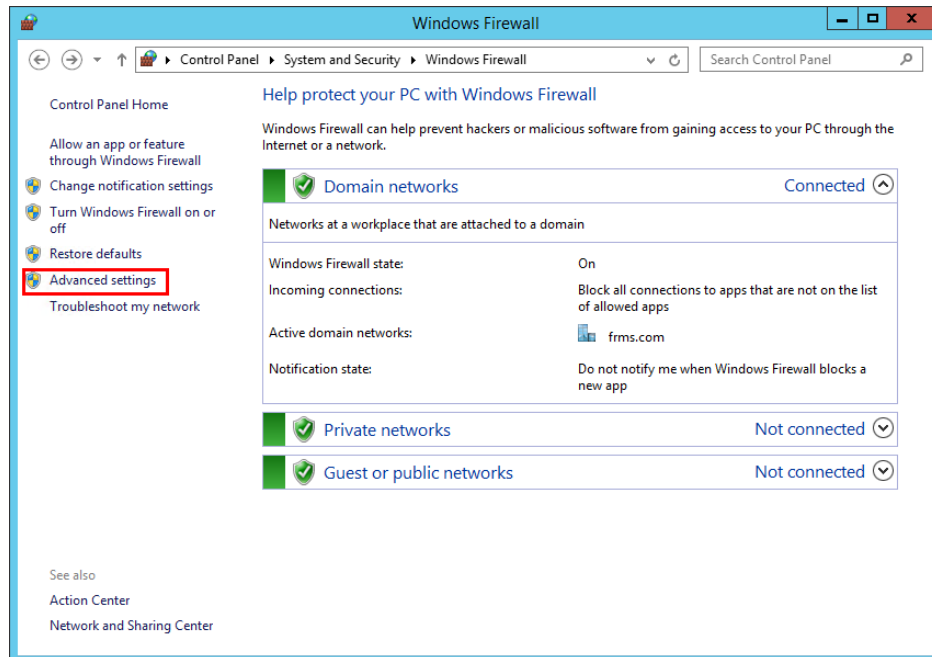 Windows Firewall
Control Panel
System and Security
Windows Firewall
Search Control Panel
Control Panel Home
Allow an app or feature
through Windows Firewall
Change notification settings
Turn Windows Firewall on or
off
Restore defaults
Advanced settings
Troubleshoot my network
See also
Action Center
Network and Sharing Center
Help protect your PC with Windows Firewall
Windows Firewall can help prevent hackers or malicious software from gaining access to your PC through the
Internet or a network.
Domain networks Connected
Networks at a workplace that are attached to a domain
Windows Firewall state: On
Incoming connections: Block all connections to apps that are not on the list
of allowed apps
Active domain networks: frms.com
Notification state: Do not notify me when Windows Firewall blocks a
new app
Private networks Not connected
Guest or public networks Not connected